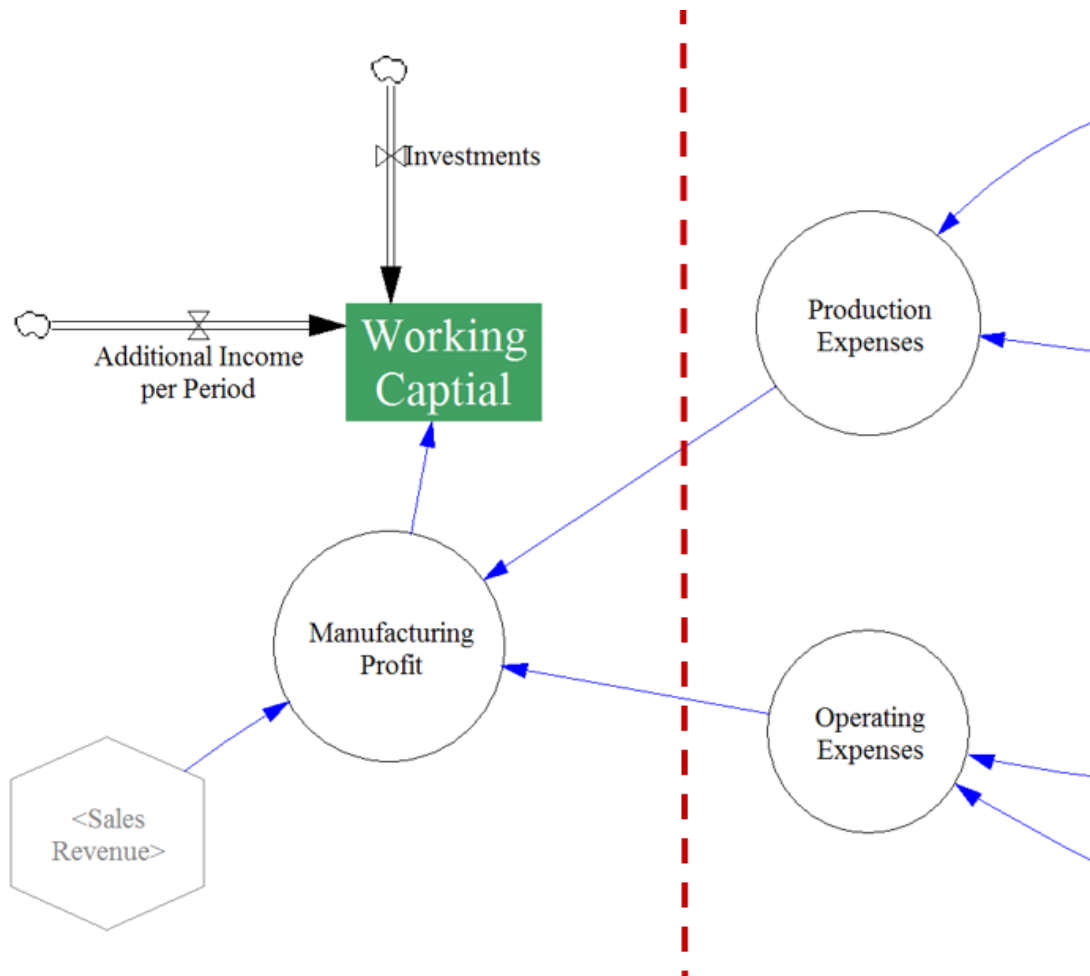 Investments
Additional Income
per Period
Working
Captial
Production
Expenses
Manufacturing
Profit
Operating
Expenses
<Sales
Revenue>